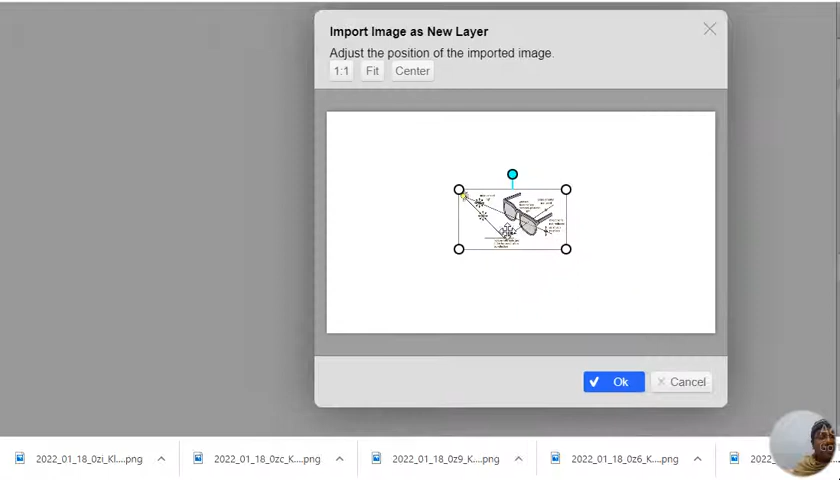 Import Image as New Layer
Adjust the position of the imported image.
1:1 Fit Center
Ok Cancel
2022_01_18_0zi_Kl....png 2022_01_18_0zc_K....png 2022_01_18_0z9_K....png 2022_01_18_0z6_K....png 2022_